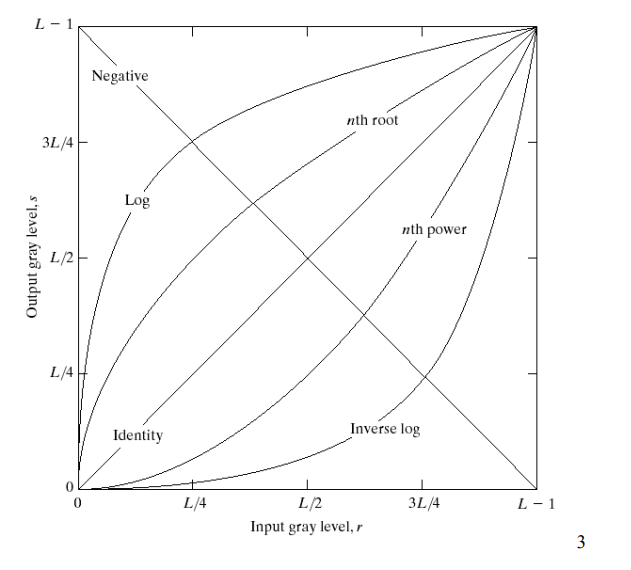 L − 1
Negative
nth root
3L/4
Log
nth power
L/2
Output gray level, s
L/4
Identity
Inverse log
0
0
L/4
L/2
3L/4
L − 1
Input gray level, r
3